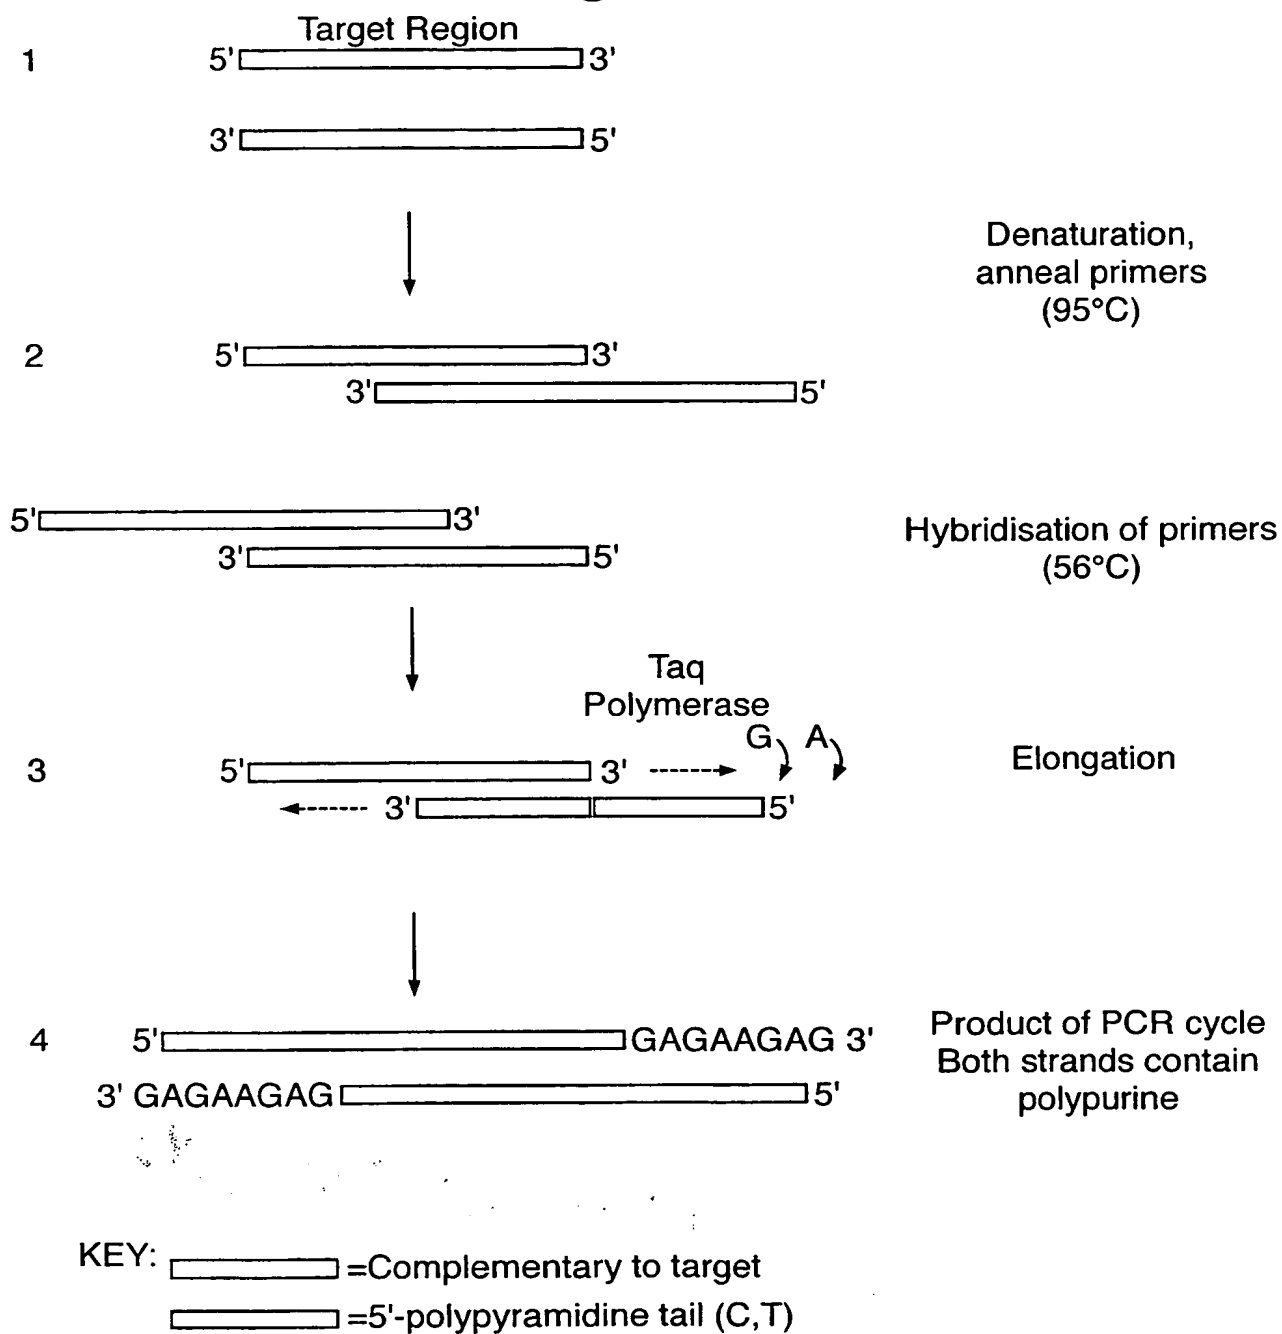 Target Region
1 5' 3'
3' 5'
Denaturation,
anneal primers
(95°C)
2 5' 3'
3' 5'
5' 3'
3' 5'
Hybridisation of primers
(56°C)
Taq
Polymerase
G A
3 5' 3' Elongation
3' 5'
4 5' GAGAAGAG 3'
3' GAGAAGAG 5'
Product of PCR cycle
Both strands contain
polypurine
KEY: =Complementary to target
=5'-polypyramidine tail (C,T)